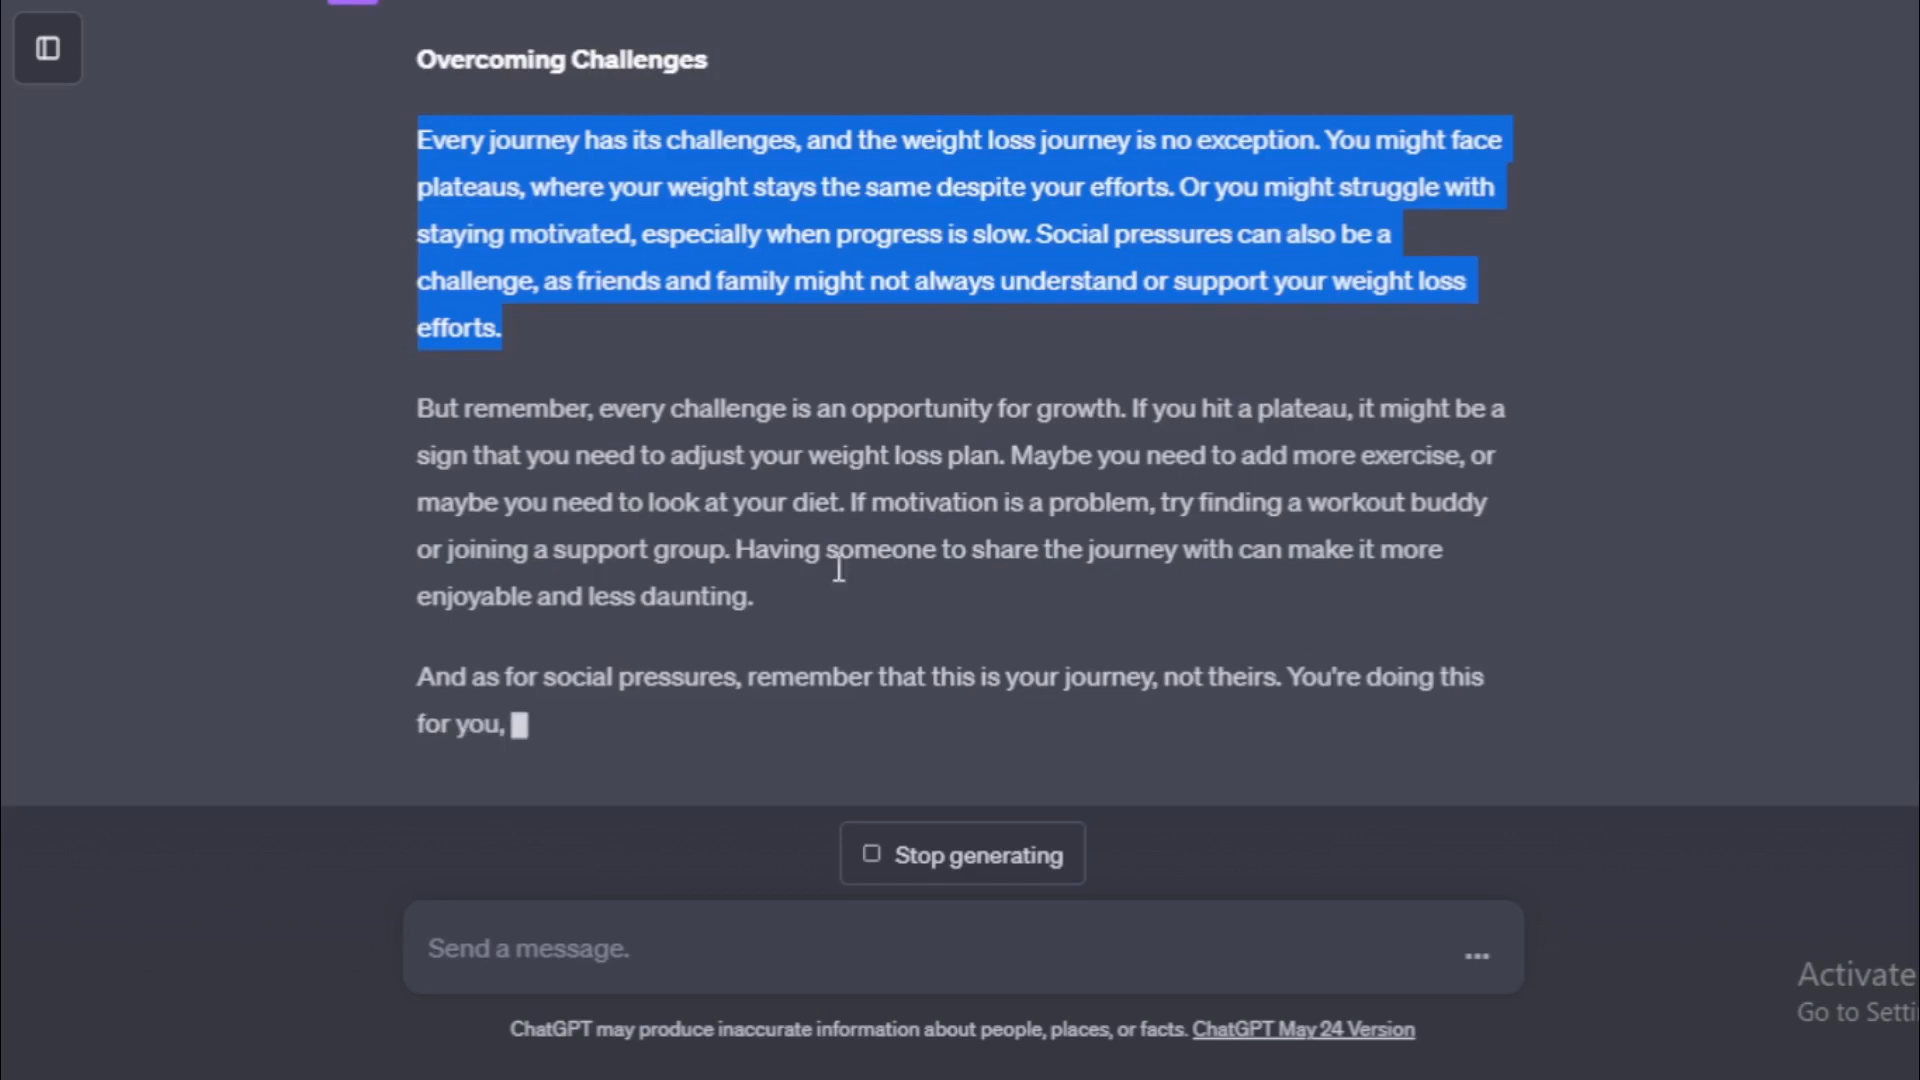 Overcoming Challenges
Every journey has its challenges, and the weight loss journey is no exception. You might face
plateaus, where your weight stays the same despite your efforts. Or you might struggle with
staying motivated, especially when progress is slow. Social pressures can also be a
challenge, as friends and family might not always understand or support your weight loss
efforts.
But remember, every challenge is an opportunity for growth. If you hit a plateau, it might be a
sign that you need to adjust your weight loss plan. Maybe you need to add more exercise, or
maybe you need to look at your diet. If motivation is a problem, try finding a workout buddy
or joining a support group. Having someone to share the journey with can make it more
enjoyable and less daunting.
And as for social pressures, remember that this is your journey, not theirs. You're doing this
for you,
Stop generating
Send a message.
ChatGPT may produce inaccurate information about people, places, or facts. ChatGPT May 24 Version
Activate
Go to Setti